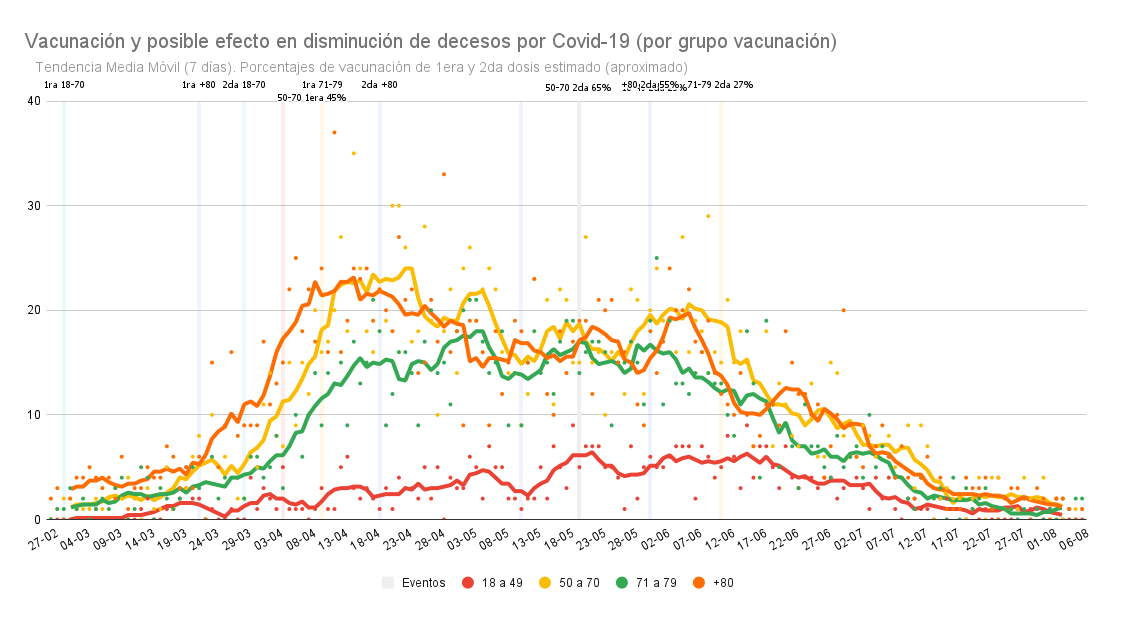 Vacunación y posible efecto en disminución de decesos por Covid-19 (por grupo vacunación)
Tendencia Media Móvil (7 días). Porcentajes de vacunación de 1era y 2da dosis estimado (aproximado)
1ra 18-70 1ra +80 2da 18-70 1ra 71-79 2da +80 50-70 2da 65% +80 2da 55% 71-79 2da 27%
50-70 1era 45%
40
30
20
10
0
27-02 04-03 09-03 14-03 19-03 24-03 29-03 03-04 08-04 13-04 18-04 23-04 28-04 03-05 08-05 13-05 18-05 23-05 28-05 02-06 07-06 12-06 17-06 22-06 27-06 02-07 07-07 12-07 17-07 22-07 27-07 01-08 06-08
Eventos 18 a 49 50 a 70 71 a 79 +80